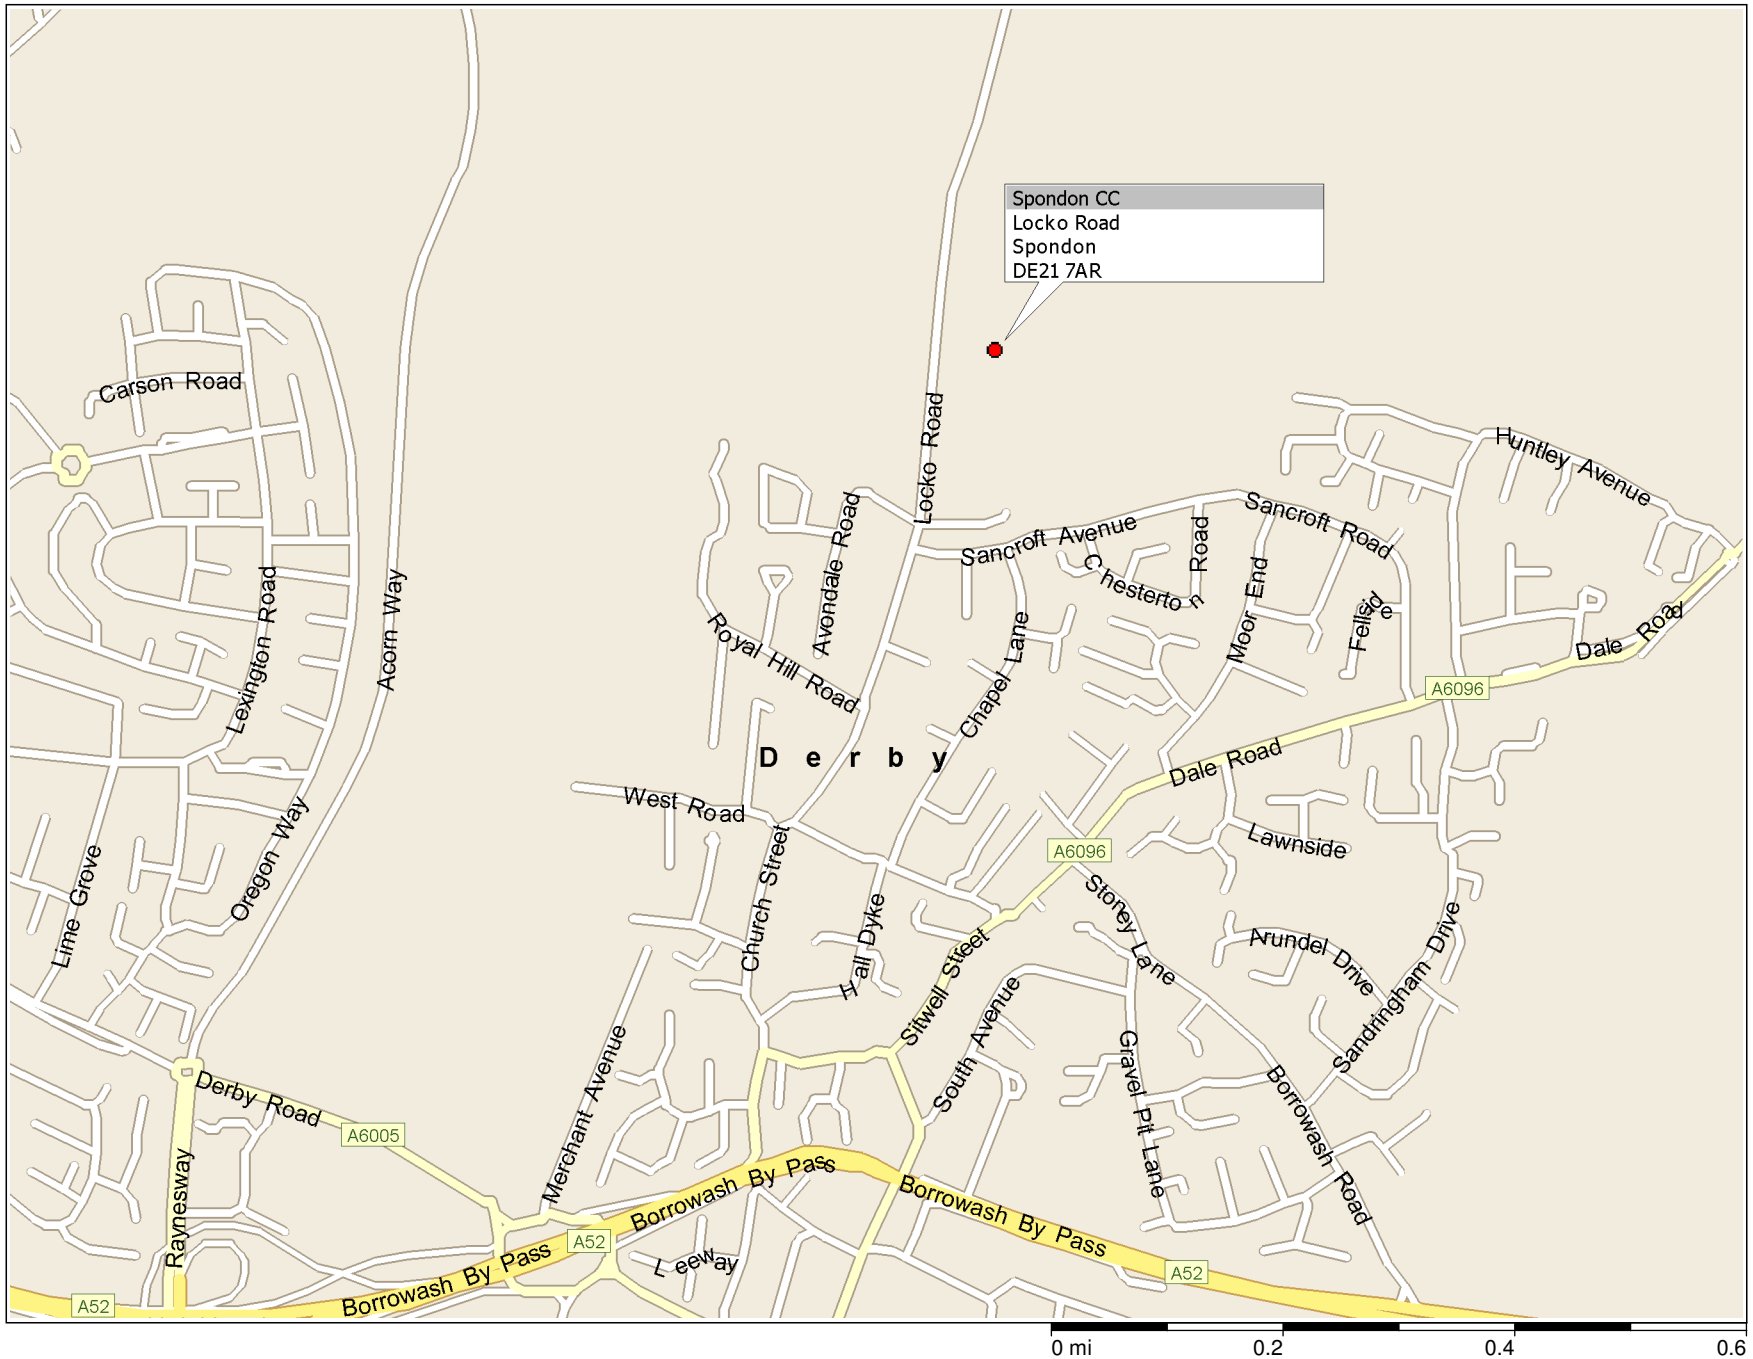 Spondon CC
Locko Road
Spondon
DE21 7AR
Carson Road
Locko Road
Huntley Avenue
Sancroft Road
Sancroft Avenue
Road
Chesterton
Avondale Road
Moor End
Fellside
Lexington Road
Acorn Way
Royal Hill Road
Chapel Lane
Dale Road
A6096
Derby
Dale Road
West Road
Oregon Way
Church Street
A6096
Lawnside
Lime Grove
Hall Dyke
Stoney Lane
Arundel Drive
Sandringham Drive
Sitwell Street
South Avenue
Gravel Pit Lane
Merchant Avenue
Derby Road
A6005
Borrowash Road
Raynesway
Borrowash By Pass
Borrowash By Pass
Borrowash By Pass
A52
Leeway
A52
A52
0 mi
0.2
0.4
0.6